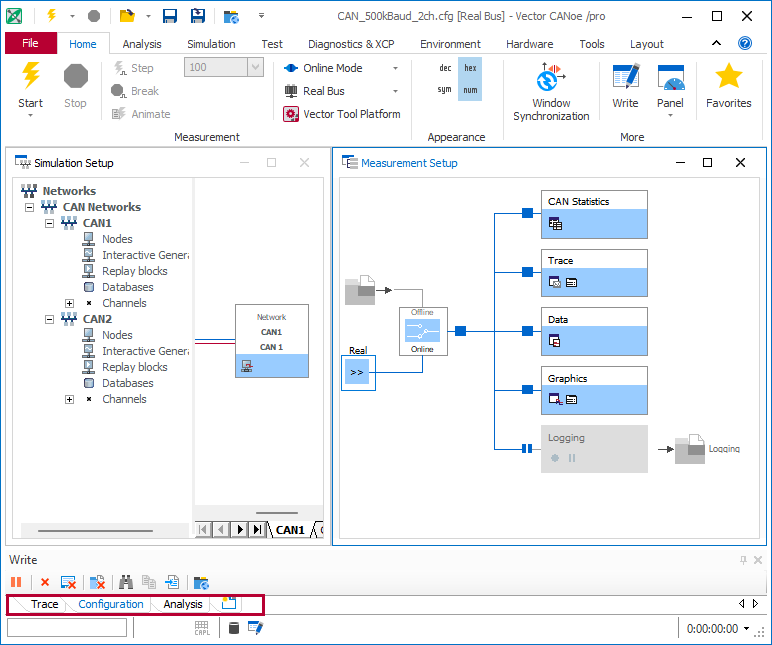 CAN_500kBaud_2ch.cfg [Real Bus] - Vector CANoe /pro
File Home Analysis Simulation Test Diagnostics & XCP Environment Hardware Tools Layout
Start
Stop
Step
Break
Animate
100
Measurement
Online Mode
Real Bus
Vector Tool Platform
dec hex
sym num
Appearance
Window
Synchronization
Write
Panel
More
Favorites
Simulation Setup
Networks
CAN Networks
CAN1
Nodes
Interactive Genera
Replay blocks
Databases
Channels
CAN2
Nodes
Interactive Genera
Replay blocks
Databases
Channels
Network
CAN1
CAN 1
CAN1
Measurement Setup
Offline
Online
Real
>>
CAN Statistics
Trace
Data
Graphics
Logging
Logging
Write
Trace Configuration Analysis
CAPL
0:00:00:00